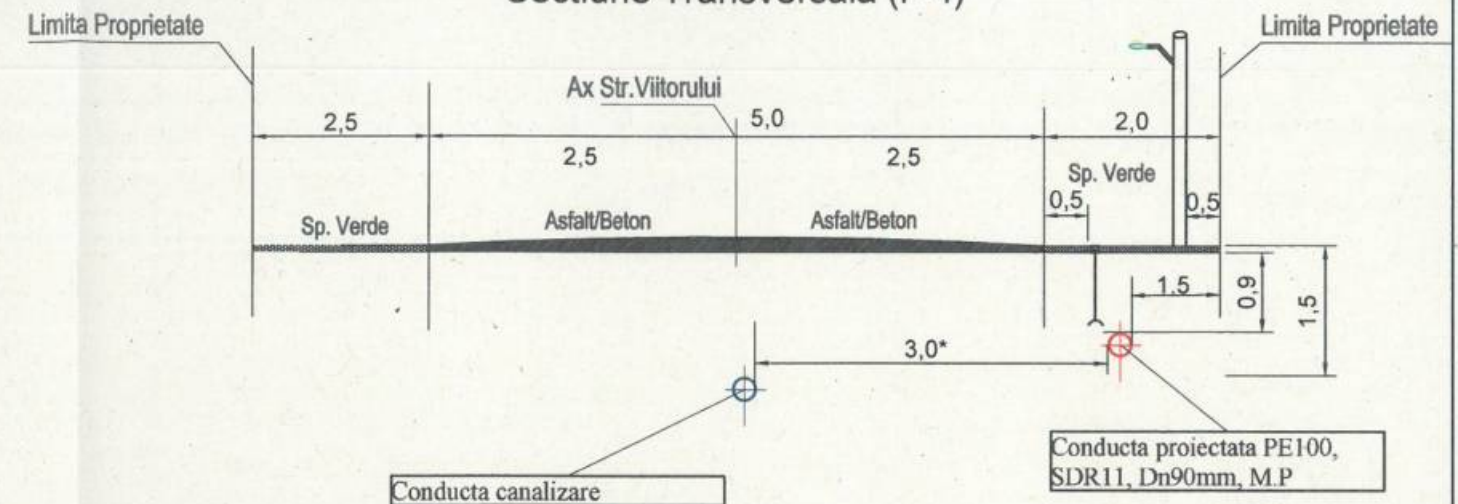 Limita Proprietate
Limita Proprietate
Ax Str.Viitorului
2,5
5,0
2,0
2,5
2,5
Sp. Verde
0,5
0,5
Sp. Verde
Asfalt/Beton
Asfalt/Beton
1.5
0,9
1,5
3,0*
Conducta proiectata PE100,
SDR11, Dn90mm, M.P
Conducta canalizare